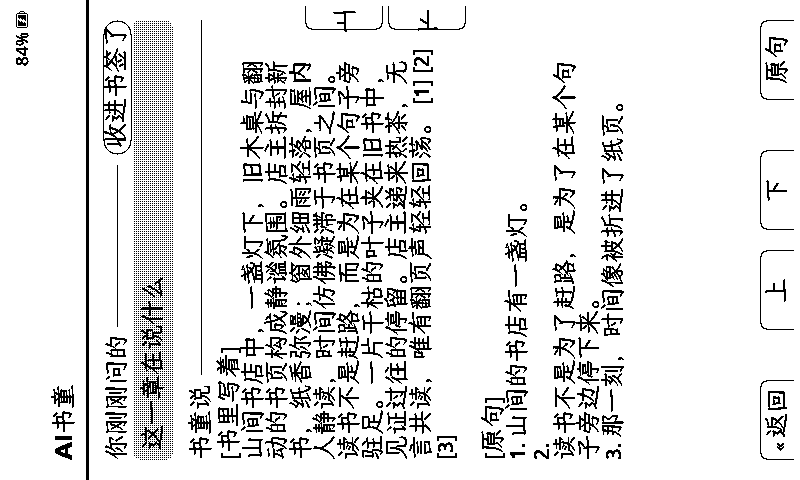 84%
AI书童
你刚刚问的 收进书签了
这一章在说什么
书童说
[书里写着]
山间书店中，一盏灯下，旧木桌与翻
动的书页构成静谧氛围。店主拆封新
书，纸香弥漫；窗外细雨轻落，屋内
人静读，时间仿佛凝滞于书页之间。
读书不是赶路，而是为在某个句子旁
驻足。一片干枯的叶子夹在旧书中，
见证过往的停留。店主递来热茶，无
言共读，唯有翻页声轻轻回荡。[1] [2]
[3]
[原句]
1. 山间的书店有一盏灯。
2.
读书不是为了赶路，是为了在某个句
子旁边停下来。
3. 那一刻，时间像被折进了纸页。
«返回 上 下 原句